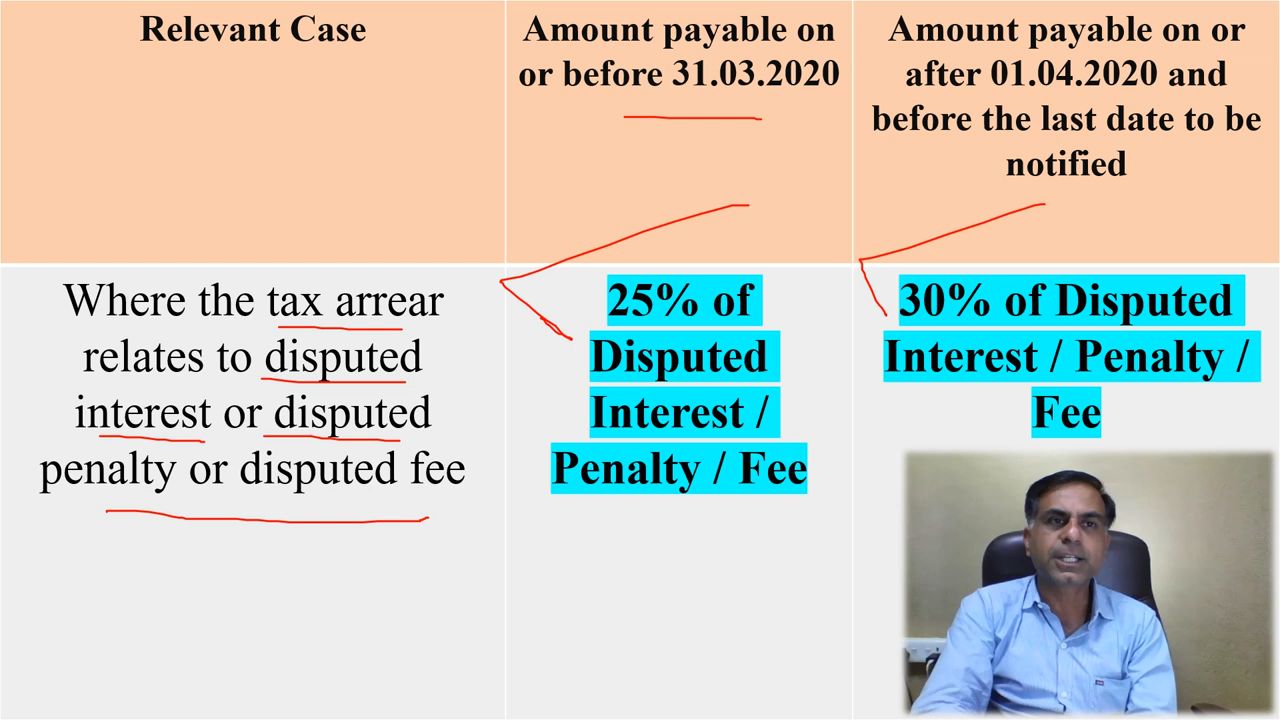 Relevant Case
Amount payable on
or before 31.03.2020
Amount payable on or
after 01.04.2020 and
before the last date to be
notified
Where the tax arrear
relates to disputed
interest or disputed
penalty or disputed fee
25% of
Disputed
Interest /
Penalty / Fee
30% of Disputed
Interest / Penalty /
Fee